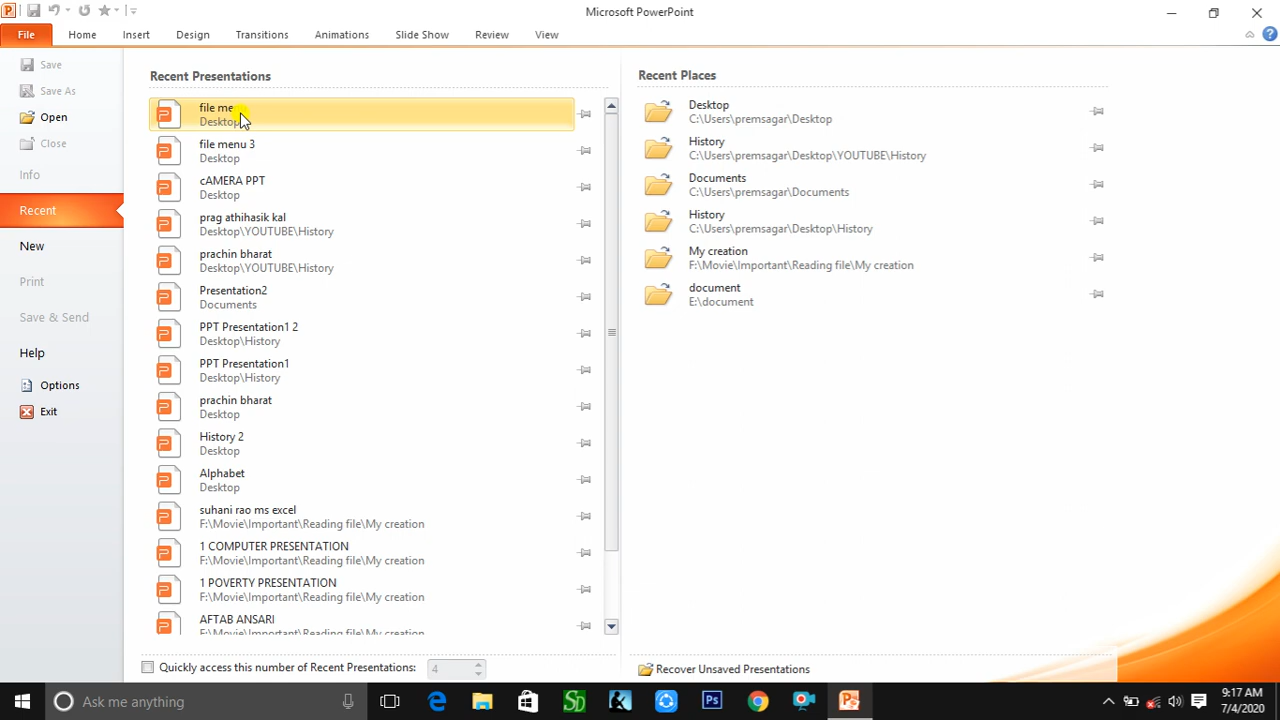 Microsoft PowerPoint
File Home Insert Design Transitions Animations Slide Show Review View
Save
Save As
Open
Close
Info
Recent
New
Print
Save & Send
Help
Options
Exit
Recent Presentations
file
Desktop
file menu 3
Desktop
cAMERA PPT
Desktop
prag athihasik kal
Desktop\YOUTUBE\History
prachin bharat
Desktop\YOUTUBE\History
Presentation2
Documents
PPT Presentation1 2
Desktop\History
PPT Presentation1
Desktop\History
prachin bharat
Desktop
History 2
Desktop
Alphabet
Desktop
suhani rao ms excel
F:\Movie\Important\Reading file\My creation
1 COMPUTER PRESENTATION
F:\Movie\Important\Reading file\My creation
1 POVERTY PRESENTATION
F:\Movie\Important\Reading file\My creation
AFTAB ANSARI
F:\Movie\Important\Reading file\My creation
Quickly access this number of Recent Presentations: 4
Recent Places
Desktop
C:\Users\premsagar\Desktop
History
C:\Users\premsagar\Desktop\YOUTUBE\History
Documents
C:\Users\premsagar\Documents
History
C:\Users\premsagar\Desktop\History
My creation
F:\Movie\Important\Reading file\My creation
document
E:\document
Recover Unsaved Presentations
Ask me anything
9:17 AM
7/4/2020